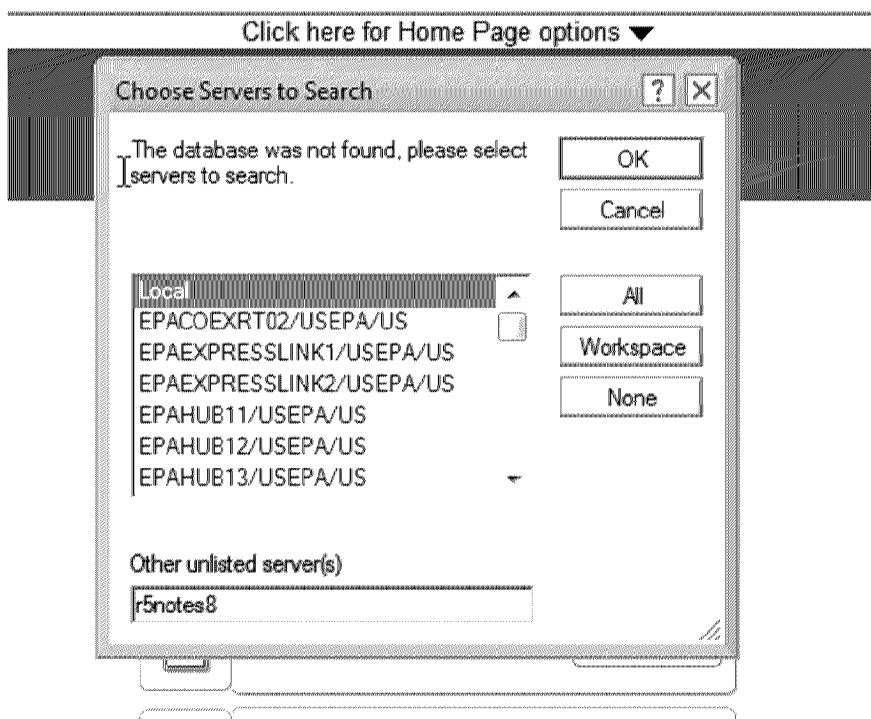 Click here for Home Page options
Choose Servers to Search
The database was not found, please select
servers to search.
OK
Cancel
Local
EPACOEXRT02/USEPA/US
EPAEXPRESSLINK1/USEPA/US
EPAEXPRESSLINK2/USEPA/US
EPAHUB11/USEPA/US
EPAHUB12/USEPA/US
EPAHUB13/USEPA/US
All
Workspace
None
Other unlisted server(s)
r5notes8